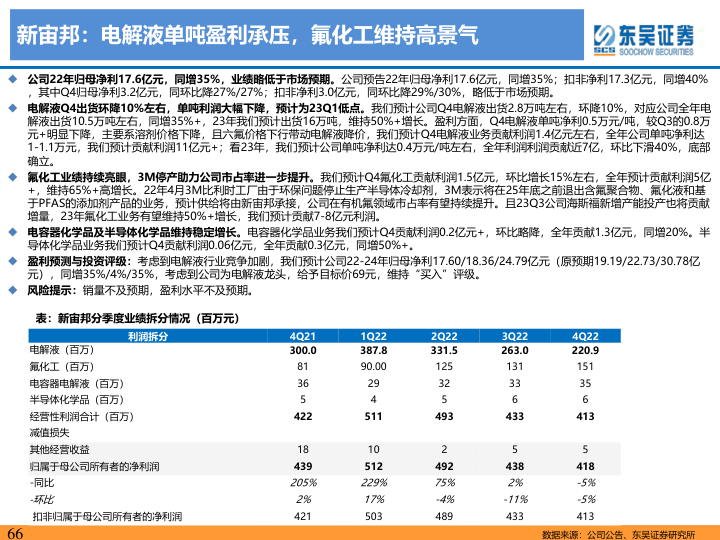 新宙邦：电解液单吨盈利承压，氟化工维持高景气
东吴证券
SCS SOOCHOW SECURITIES
◆ 公司22年归母净利17.6亿元，同增35%，业绩略低于市场预期。公司预告22年归母净利17.6亿元，同增35%；扣非净利17.3亿元，同增40%
，其中Q4归母净利3.2亿元，同环比降27%/27%；扣非净利3.0亿元，同环比降29%/30%，略低于市场预期。
◆ 电解液Q4出货环降10%左右，单吨利润大幅下降，预计为23Q1低点。我们预计公司Q4电解液出货2.8万吨左右，环降10%，对应公司全年电
解液出货10.5万吨左右，同增35%+，23年我们预计出货16万吨，维持50%+增长。盈利方面，Q4电解液单吨净利0.5万元/吨，较Q3的0.8万
元+明显下降，主要系溶剂价格下降，且六氟价格下行带动电解液降价，我们预计Q4电解液业务贡献利润1.4亿元左右，全年公司单吨净利达
1-1.1万元，我们预计贡献利润11亿元+；看23年，我们预计公司单吨净利达0.4万元/吨左右，全年利润利润贡献近7亿，环比下滑40%，底部
确立。
◆ 氟化工业绩持续亮眼，3M停产助力公司市占率进一步提升。我们预计Q4氟化工贡献利润1.5亿元，环比增长15%左右，全年预计贡献利润5亿
+，维持65%+高增长。22年4月3M比利时工厂由于环保问题停止生产半导体冷却剂，3M表示将在25年底之前退出含氟聚合物、氟化液和基
于PFAS的添加剂产品的业务，预计供给将由新宙邦承接，公司在有机氟领域市占率有望持续提升。且23Q3公司海斯福新增产能投产也将贡献
增量，23年氟化工业务有望维持50%+增长，我们预计贡献7-8亿元利润。
◆ 电容器化学品及半导体化学品维持稳定增长。电容器化学品业务我们预计Q4贡献利润0.2亿元+，环比略降，全年贡献1.3亿元，同增20%。半
导体化学品业务我们预计Q4贡献利润0.06亿元，全年贡献0.3亿元，同增50%+。
◆ 盈利预测与投资评级：考虑到电解液行业竞争加剧，我们预计公司22-24年归母净利17.60/18.36/24.79亿元（原预期19.19/22.73/30.78亿
元），同增35%/4%/35%，考虑到公司为电解液龙头，给予目标价69元，维持“买入”评级。
◆ 风险提示：销量不及预期，盈利水平不及预期。
表：新宙邦分季度业绩拆分情况（百万元）
利润拆分 4Q21 1Q22 2Q22 3Q22 4Q22
电解液（百万） 300.0 387.8 331.5 263.0 220.9
氟化工（百万） 81 90.00 125 131 151
电容器电解液（百万） 36 29 32 33 35
半导体化学品（百万） 5 4 5 6 6
经营性利润合计（百万） 422 511 493 433 413
减值损失
其他经营收益 18 10 2 5 5
归属于母公司所有者的净利润 439 512 492 438 418
-同比 205% 229% 75% 2% -5%
-环比 2% 17% -4% -11% -5%
扣非归属于母公司所有者的净利润 421 503 489 433 413
66
数据来源：公司公告、东吴证券研究所